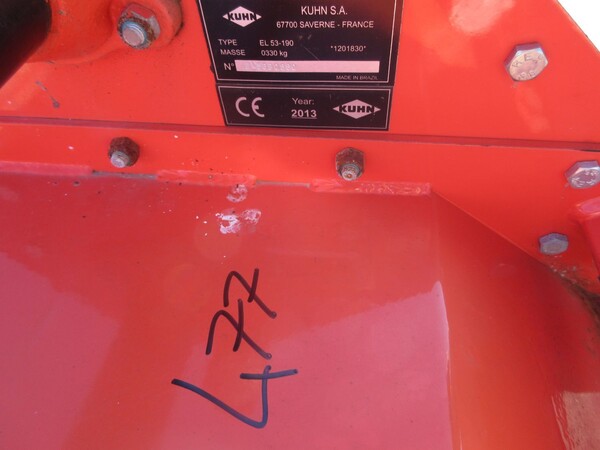 KUHN
KUHN S.A.
67700 SAVERNE - FRANCE
TYPE EL 53-190
MASSE 0330 kg *1201830*
N°
MADE IN BRAZIL
CE Year: 2013 KUHN
477